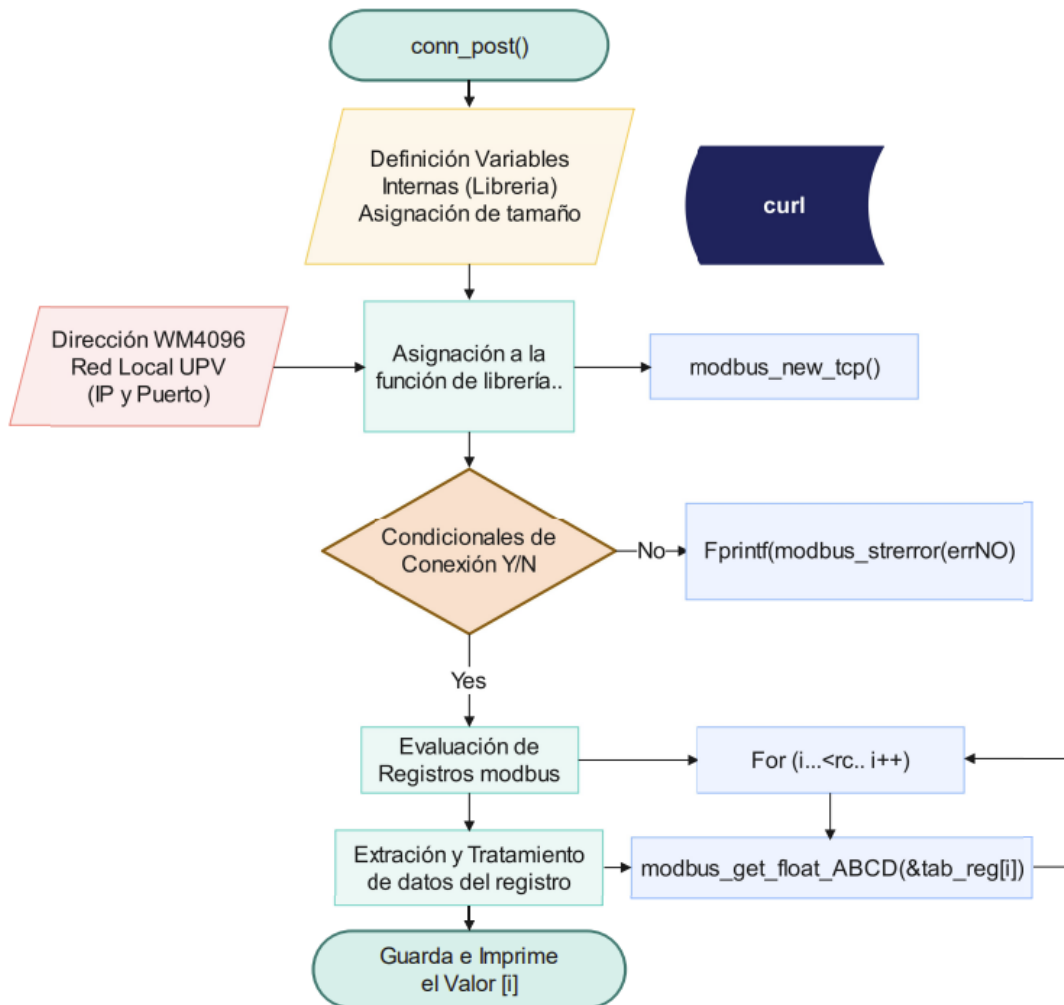 conn_post()
Definición Variables
Internas (Libreria)
Asignación de tamaño
curl
Dirección WM4096
Red Local UPV
(IP y Puerto)
Asignación a la
función de librería..
modbus_new_tcp()
Condicionales de
Conexión Y/N
No
Fprintf(modbus_strerror(errNO)
Yes
Evaluación de
Registros modbus
For (i...<rc.. i++)
Extración y Tratamiento
de datos del registro
modbus_get_float_ABCD(&tab_reg[i])
Guarda e Imprime
el Valor [i]